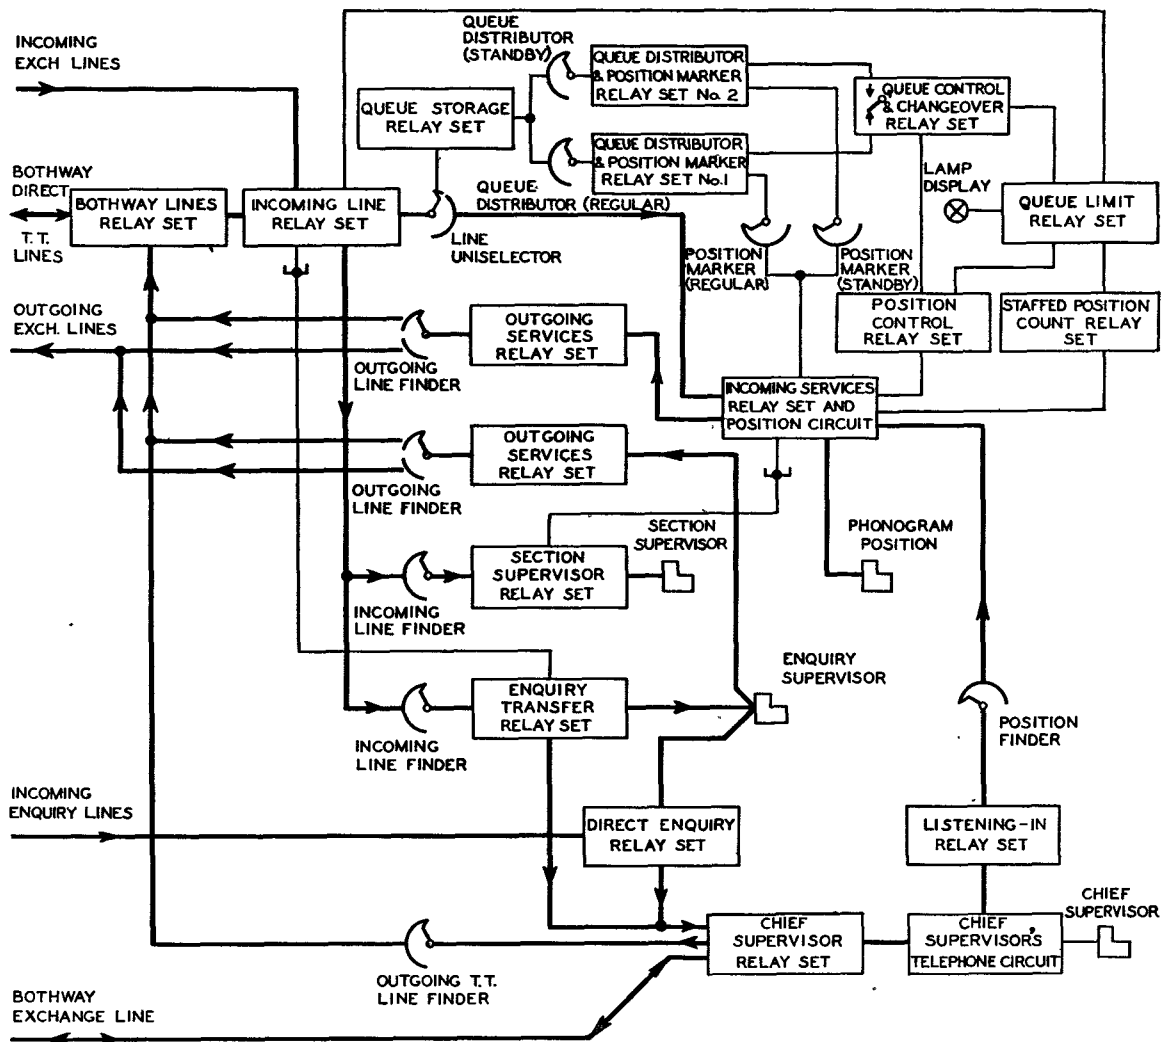 INCOMING
EXCH LINES
QUEUE
DISTRIBUTOR
(STANDBY)
QUEUE DISTRIBUTOR
& POSITION MARKER
RELAY SET No. 2
QUEUE STORAGE
RELAY SET
QUEUE CONTROL
& CHANGEOVER
RELAY SET
QUEUE DISTRIBUTOR
& POSITION MARKER
RELAY SET No.1
BOTHWAY
DIRECT
T. T.
LINES
BOTHWAY LINES
RELAY SET
INCOMING LINE
RELAY SET
QUEUE
DISTRIBUTOR (REGULAR)
LINE
UNISELECTOR
LAMP
DISPLAY
QUEUE LIMIT
RELAY SET
POSITION
MARKER
(REGULAR)
POSITION
MARKER
(STANDBY)
OUTGOING
EXCH. LINES
OUTGOING
SERVICES
RELAY SET
POSITION
CONTROL
RELAY SET
STAFFED POSITION
COUNT RELAY
SET
OUTGOING
LINE FINDER
INCOMING SERVICES
RELAY SET AND
POSITION CIRCUIT
OUTGOING
SERVICES
RELAY SET
OUTGOING
LINE FINDER
SECTION
SUPERVISOR
PHONOGRAM
POSITION
SECTION
SUPERVISOR
RELAY SET
INCOMING
LINE FINDER
ENQUIRY
SUPERVISOR
ENQUIRY
TRANSFER
RELAY SET
INCOMING
LINE FINDER
POSITION
FINDER
INCOMING
ENQUIRY LINES
DIRECT ENQUIRY
RELAY SET
LISTENING-IN
RELAY SET
CHIEF
SUPERVISOR
CHIEF
SUPERVISOR
RELAY SET
CHIEF
SUPERVISOR'S
TELEPHONE CIRCUIT
OUTGOING T.T.
LINE FINDER
BOTHWAY
EXCHANGE LINE